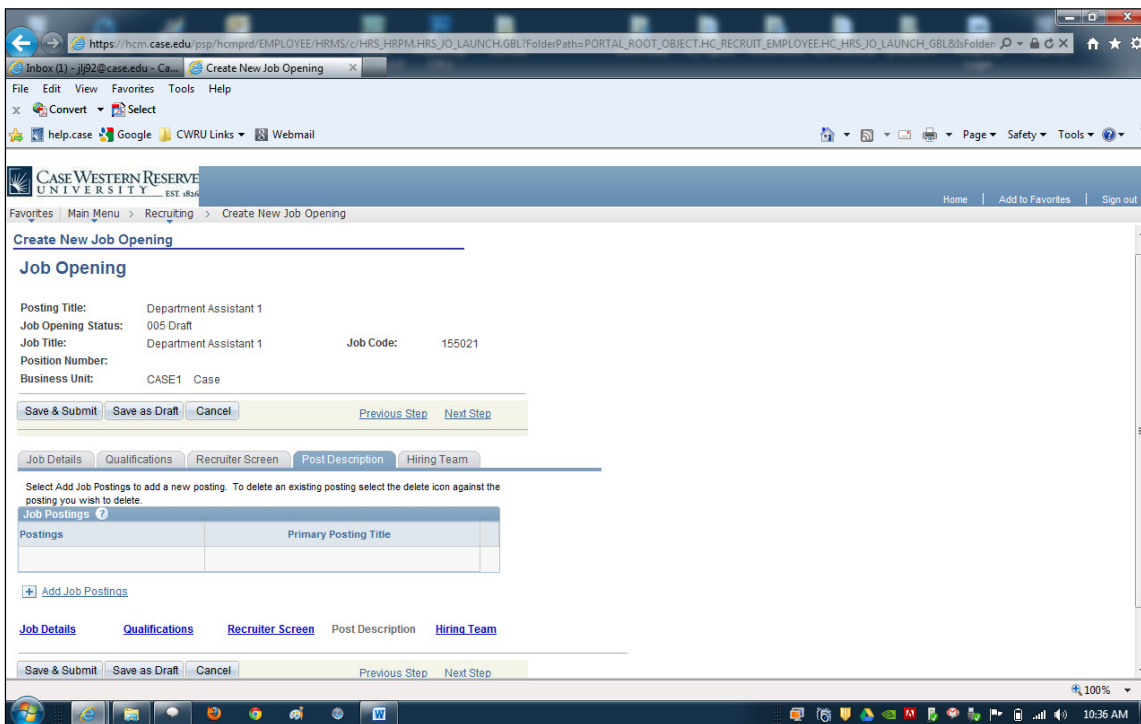 https://hcm.case.edu/psp/hcmprd/EMPLOYEE/HRMS/c/HRS_HRPM.HRS_JO_LAUNCH.GBL?FolderPath=PORTAL_ROOT_OBJECT.HC_RECRUIT_EMPLOYEE.HC_HRS_JO_LAUNCH_GBL&IsFolder
Inbox (1) - jlj92@case.edu - Ca... Create New Job Opening
File Edit View Favorites Tools Help
x Convert Select
help.case Google CWRU Links Webmail Page Safety Tools
CASE WESTERN RESERVE
UNIVERSITY EST. 1826
Home | Add to Favorites | Sign out
Favorites Main Menu > Recruiting > Create New Job Opening
Create New Job Opening
Job Opening
Posting Title: Department Assistant 1
Job Opening Status: 005 Draft
Job Title: Department Assistant 1 Job Code: 155021
Position Number:
Business Unit: CASE1 Case
Save & Submit Save as Draft Cancel Previous Step Next Step
Job Details Qualifications Recruiter Screen Post Description Hiring Team
Select Add Job Postings to add a new posting. To delete an existing posting select the delete icon against the
posting you wish to delete.
Job Postings ?
Postings Primary Posting Title
+ Add Job Postings
Job Details Qualifications Recruiter Screen Post Description Hiring Team
Save & Submit Save as Draft Cancel Previous Step Next Step
100%
10:36 AM